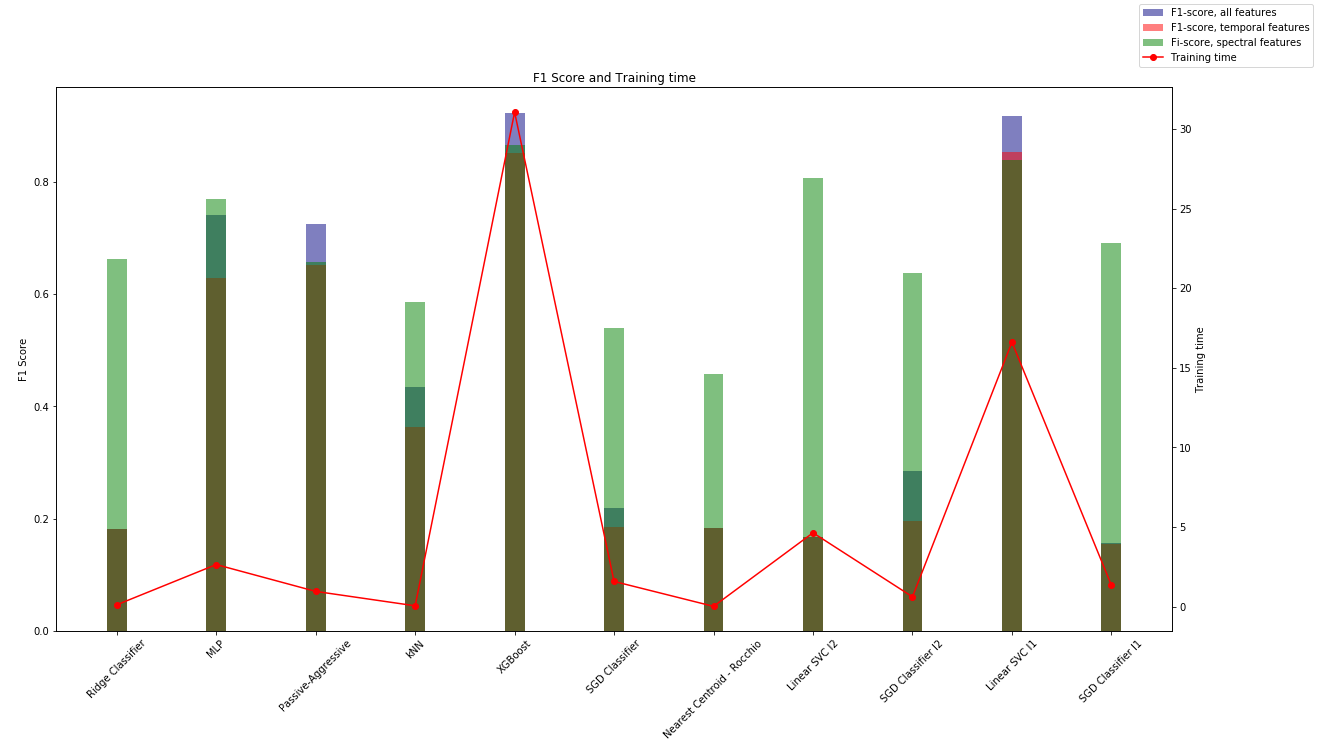 F1-score, all features
F1-score, temporal features
Fi-score, spectral features
Training time
F1 Score and Training time
F1 Score
0.8
0.6
0.4
0.2
0.0
30
25
20
15
10
5
0
Training time
Ridge Classifier
MLP
Passive-Aggressive
kNN
XGBoost
SGD Classifier
Nearest Centroid - Rocchio
Linear SVC l2
SGD Classifier l2
Linear SVC l1
SGD Classifier l1